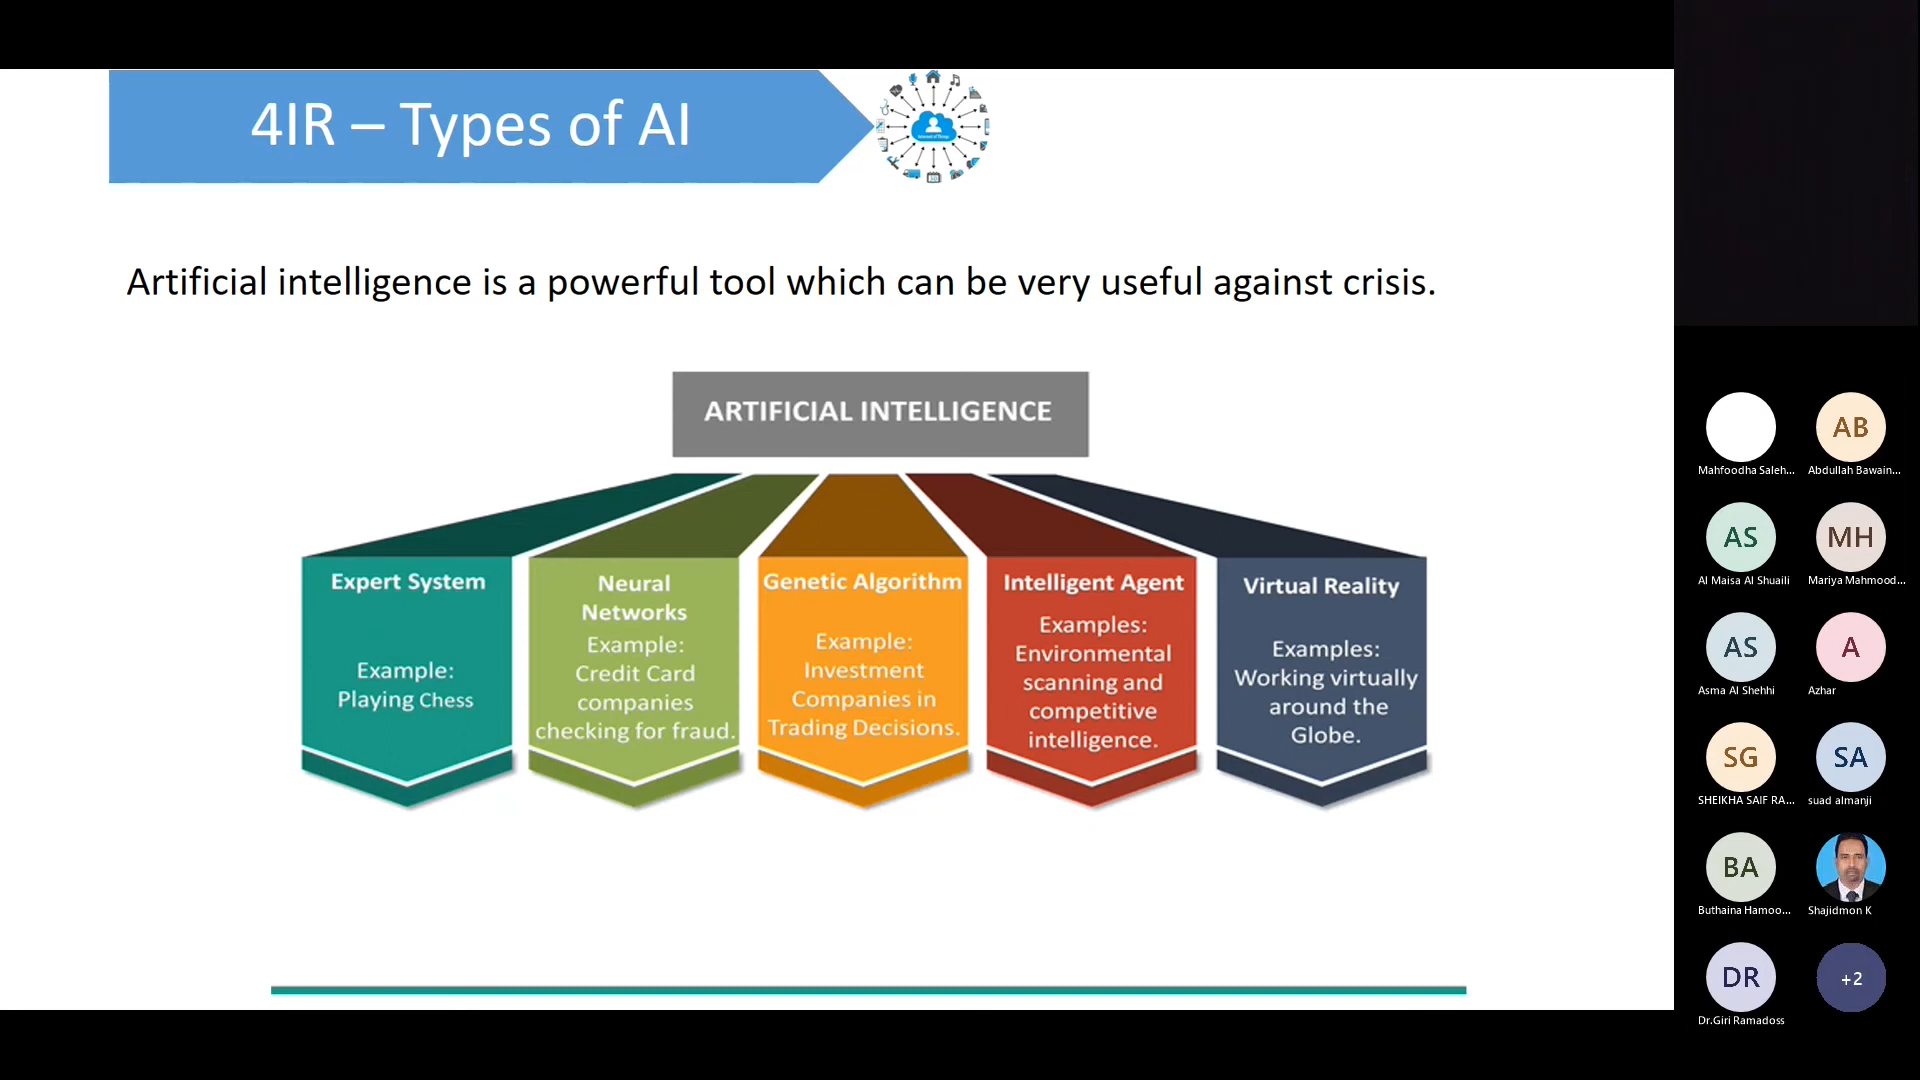 4IR – Types of AI
Artificial intelligence is a powerful tool which can be very useful against crisis.
ARTIFICIAL INTELLIGENCE
Expert System
Example:
Playing Chess
Neural
Networks
Example:
Credit Card
companies
checking for fraud.
Genetic Algorithm
Example:
Investment
Companies in
Trading Decisions.
Intelligent Agent
Examples:
Environmental
scanning and
competitive
intelligence.
Virtual Reality
Examples:
Working virtually
around the
Globe.
Mahfoodha Saleh...
AB
Abdullah Bawain...
AS
Al Maisa Al Shuaili
MH
Mariya Mahmood...
AS
Asma Al Shehhi
A
Azhar
SG
SHEIKHA SAIF RA...
SA
suad almanji
BA
Buthaina Hamoo...
Shajidmon K
DR
Dr.Giri Ramadoss
+2